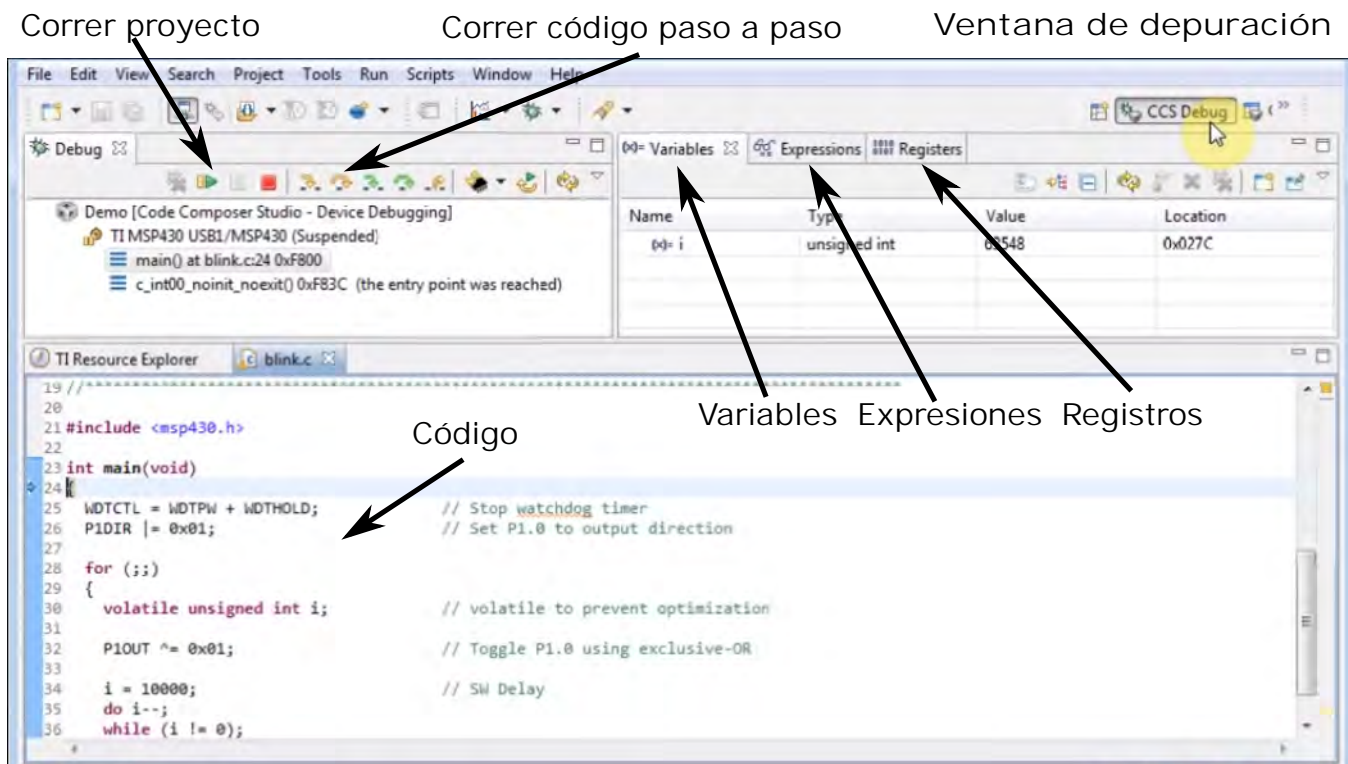 Correr proyecto
Correr código paso a paso
Ventana de depuración
File Edit View Search Project Tools Run Scripts Window Help
CCS Debug
Debug
Variables Expressions Registers
Demo [Code Composer Studio - Device Debugging]
TI MSP430 USB1/MSP430 (Suspended)
main() at blink.c:24 0xF800
c_int00_noinit_noexit() 0xF83C (the entry point was reached)
Name Type Value Location
(x)= i unsigned int 0x027C
TI Resource Explorer blink.c
Variables Expresiones Registros
Código
19 //
20
21 #include <msp430.h>
22
23 int main(void)
24 {
25 WDTCTL = WDTPW + WDTHOLD; // Stop watchdog timer
26 P1DIR |= 0x01; // Set P1.0 to output direction
27
28 for (;;)
29 {
30 volatile unsigned int i; // volatile to prevent optimization
31
32 P1OUT ^= 0x01; // Toggle P1.0 using exclusive-OR
33
34 i = 10000; // SW Delay
35 do i--;
36 while (i != 0);